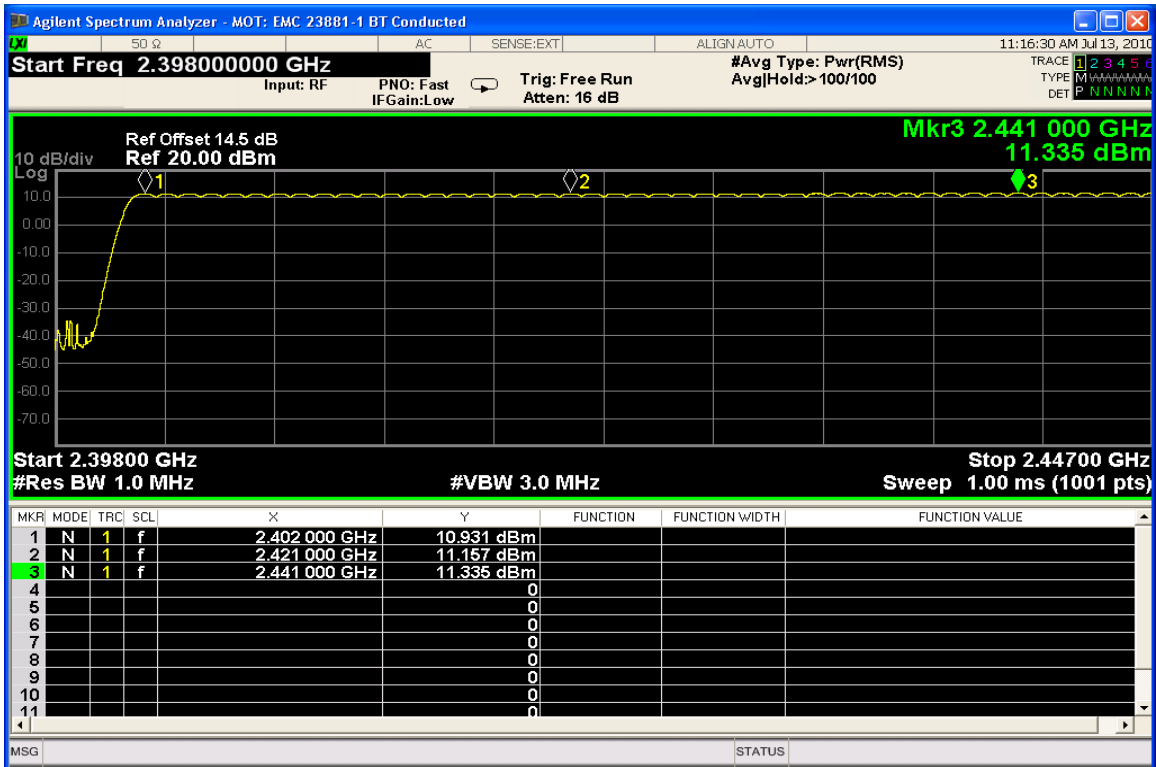 Agilent Spectrum Analyzer - MOT: EMC 23881-1 BT Conducted
LXI 50 Ω AC SENSE:EXT ALIGN AUTO 11:16:30 AM Jul 13, 2010
Start Freq 2.398000000 GHz
Input: RF
PNO: Fast
IFGain:Low
Trig: Free Run
Atten: 16 dB
#Avg Type: Pwr(RMS)
Avg|Hold:>100/100
TRACE 1 2 3 4 5 6
TYPE M
DET P N N N N N
Mkr3 2.441 000 GHz
11.335 dBm
Ref Offset 14.5 dB
10 dB/div Ref 20.00 dBm
Log
1 2 3
10.0
0.00
-10.0
-20.0
-30.0
-40.0
-50.0
-60.0
-70.0
Start 2.39800 GHz Stop 2.44700 GHz
#Res BW 1.0 MHz #VBW 3.0 MHz Sweep 1.00 ms (1001 pts)
MKR MODE TRC SCL X Y FUNCTION FUNCTION WIDTH FUNCTION VALUE
1 N 1 f 2.402 000 GHz 10.931 dBm
2 N 1 f 2.421 000 GHz 11.157 dBm
3 N 1 f 2.441 000 GHz 11.335 dBm
4 0
5 0
6 0
7 0
8 0
9 0
10 0
11 0
MSG STATUS